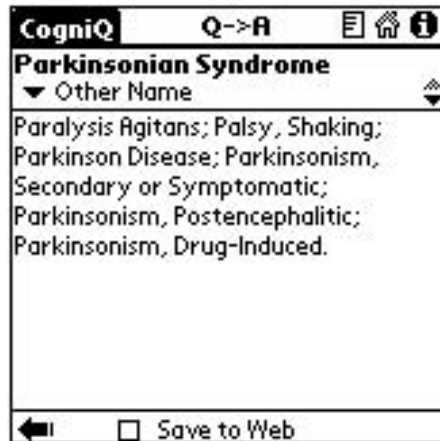 CogniQ Q->A
Parkinsonian Syndrome
Other Name
Paralysis Agitans; Palsy, Shaking;
Parkinson Disease; Parkinsonism,
Secondary or Symptomatic;
Parkinsonism, Postencephalitic;
Parkinsonism, Drug-Induced.
Save to Web